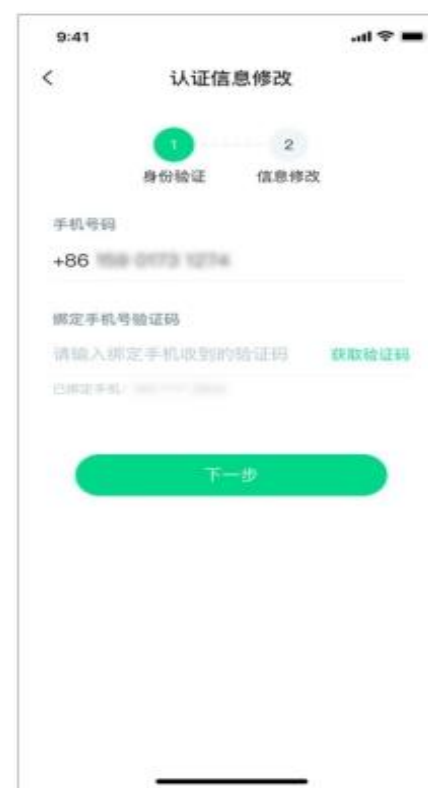 9:41
认证信息修改
1
2
身份验证
信息修改
手机号码
+86
绑定手机号验证码
请输入绑定手机收到的验证码
获取验证码
已绑定手机:
下一步